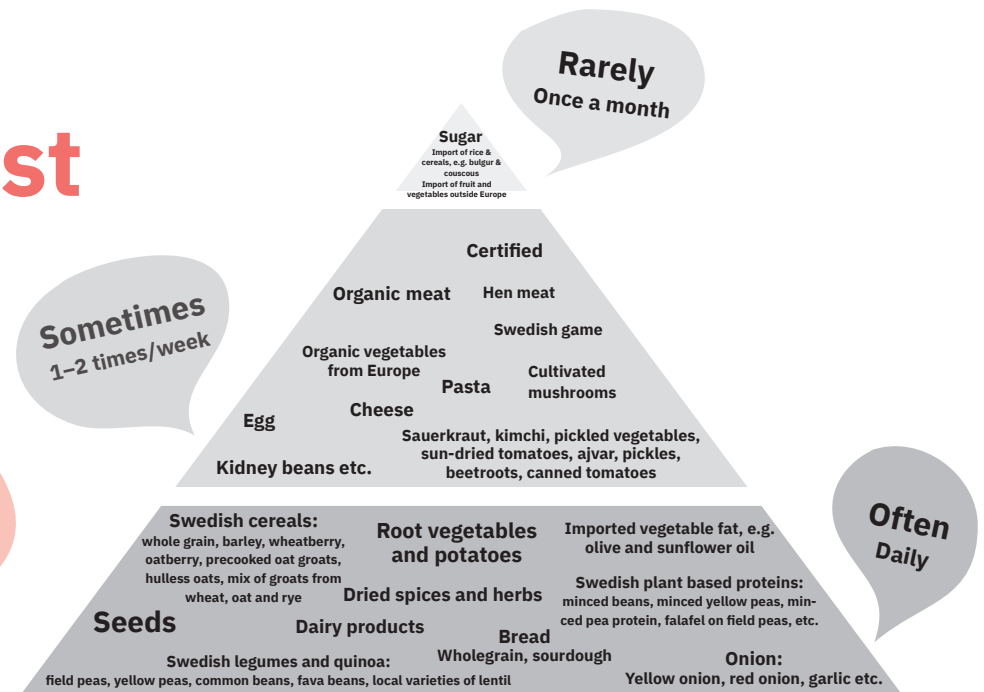 Rarely
Once a month
st
Sugar
Import of rice &
cereals, e.g. bulgur &
couscous
Import of fruit and
vegetables outside Europe
Certified
Organic meat
Hen meat
Sometimes
1–2 times/week
Swedish game
Organic vegetables
from Europe
Cultivated
mushrooms
Pasta
Cheese
Egg
Sauerkraut, kimchi, pickled vegetables,
sun-dried tomatoes, ajvar, pickles,
beetroots, canned tomatoes
Kidney beans etc.
Often
Daily
Swedish cereals:
whole grain, barley, wheatberry,
oatberry, precooked oat groats,
hulless oats, mix of groats from
wheat, oat and rye
Root vegetables
and potatoes
Imported vegetable fat, e.g.
olive and sunflower oil
Swedish plant based proteins:
minced beans, minced yellow peas, min-
ced pea protein, falafel on field peas, etc.
Dried spices and herbs
Seeds
Dairy products
Bread
Wholegrain, sourdough
Swedish legumes and quinoa:
field peas, yellow peas, common beans, fava beans, local varieties of lentil
Onion:
Yellow onion, red onion, garlic etc.